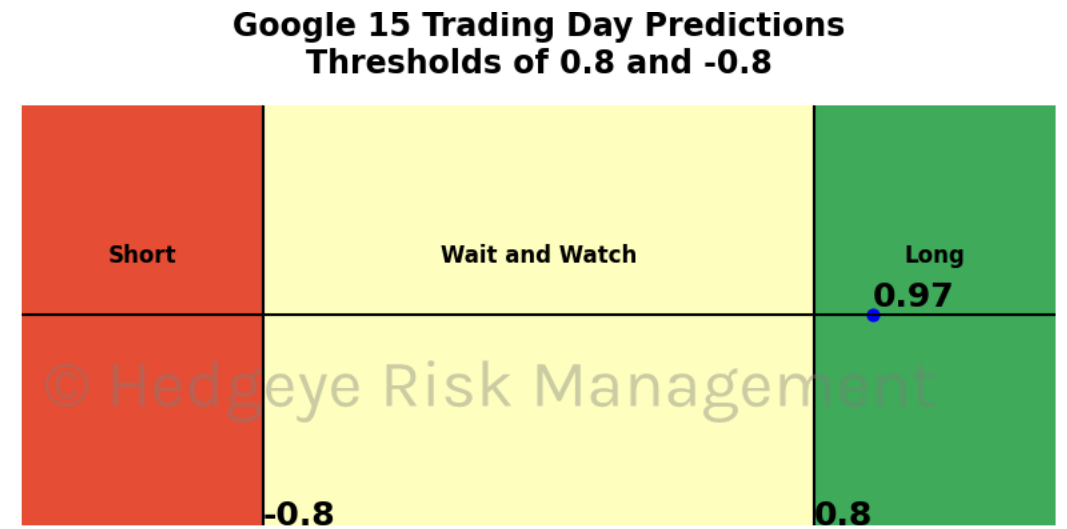 Google 15 Trading Day Predictions
Thresholds of 0.8 and -0.8
Short
Wait and Watch
Long
0.97
© Hedgeye Risk Management
-0.8
0.8